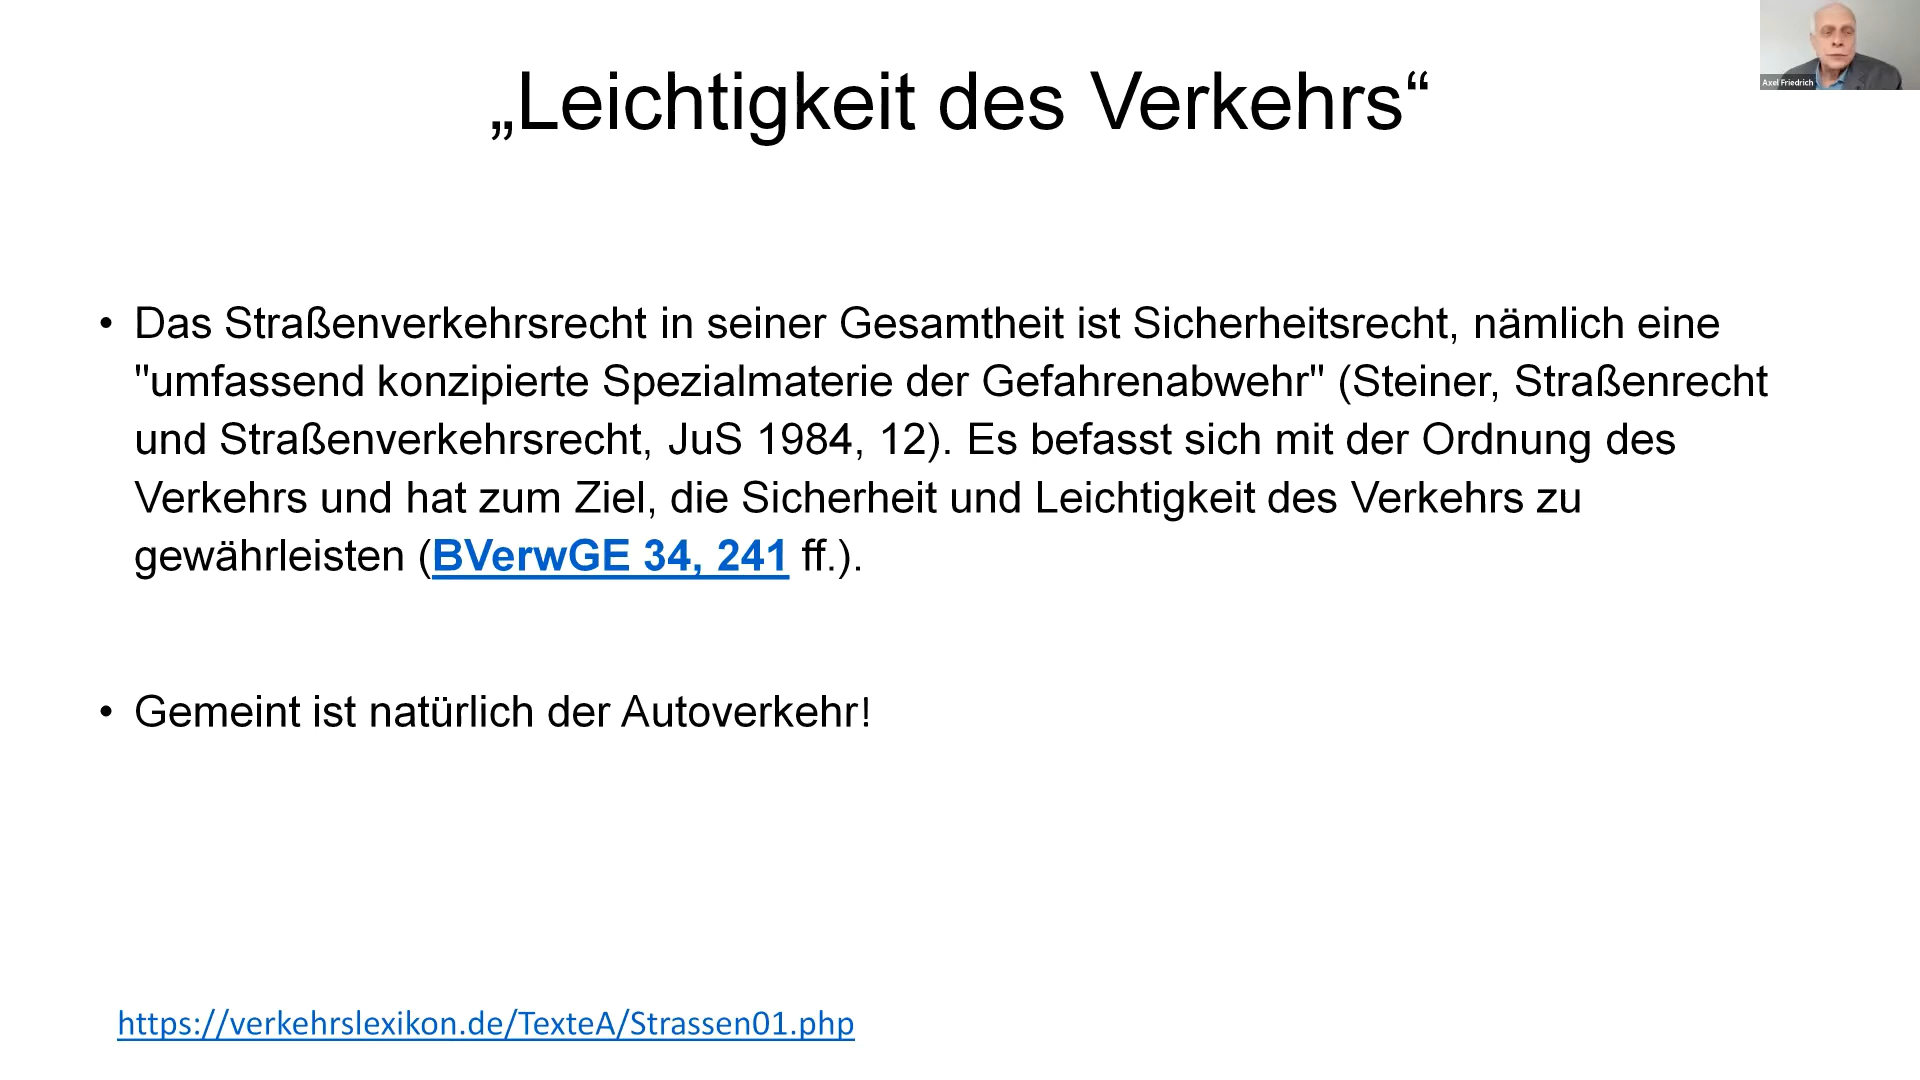 „Leichtigkeit des Verkehrs“
Axel Friedrich
• Das Straßenverkehrsrecht in seiner Gesamtheit ist Sicherheitsrecht, nämlich eine
"umfassend konzipierte Spezialmaterie der Gefahrenabwehr" (Steiner, Straßenrecht
und Straßenverkehrsrecht, JuS 1984, 12). Es befasst sich mit der Ordnung des
Verkehrs und hat zum Ziel, die Sicherheit und Leichtigkeit des Verkehrs zu
gewährleisten (BVerwGE 34, 241 ff.).
• Gemeint ist natürlich der Autoverkehr!
https://verkehrslexikon.de/TexteA/Strassen01.php